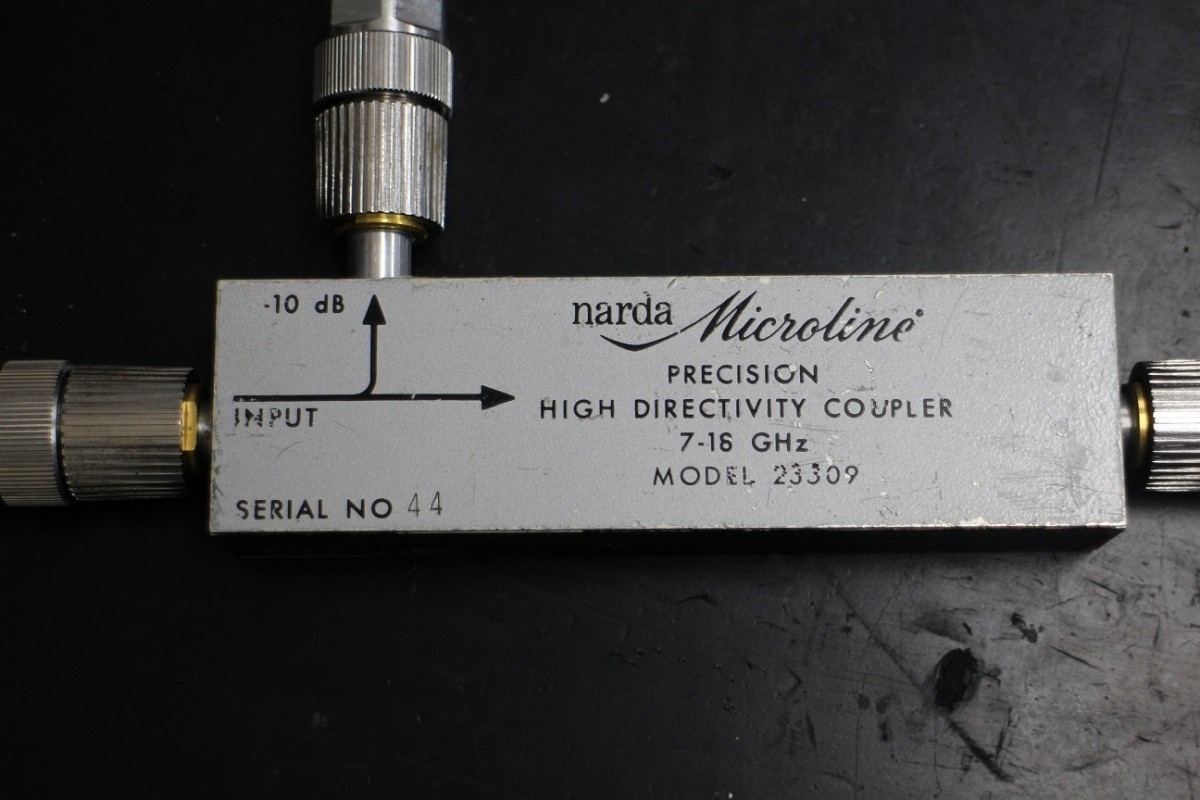 -10 dB
INPUT
SERIAL NO 44
narda Microline®
PRECISION
HIGH DIRECTIVITY COUPLER
7-18 GHz
MODEL 23309